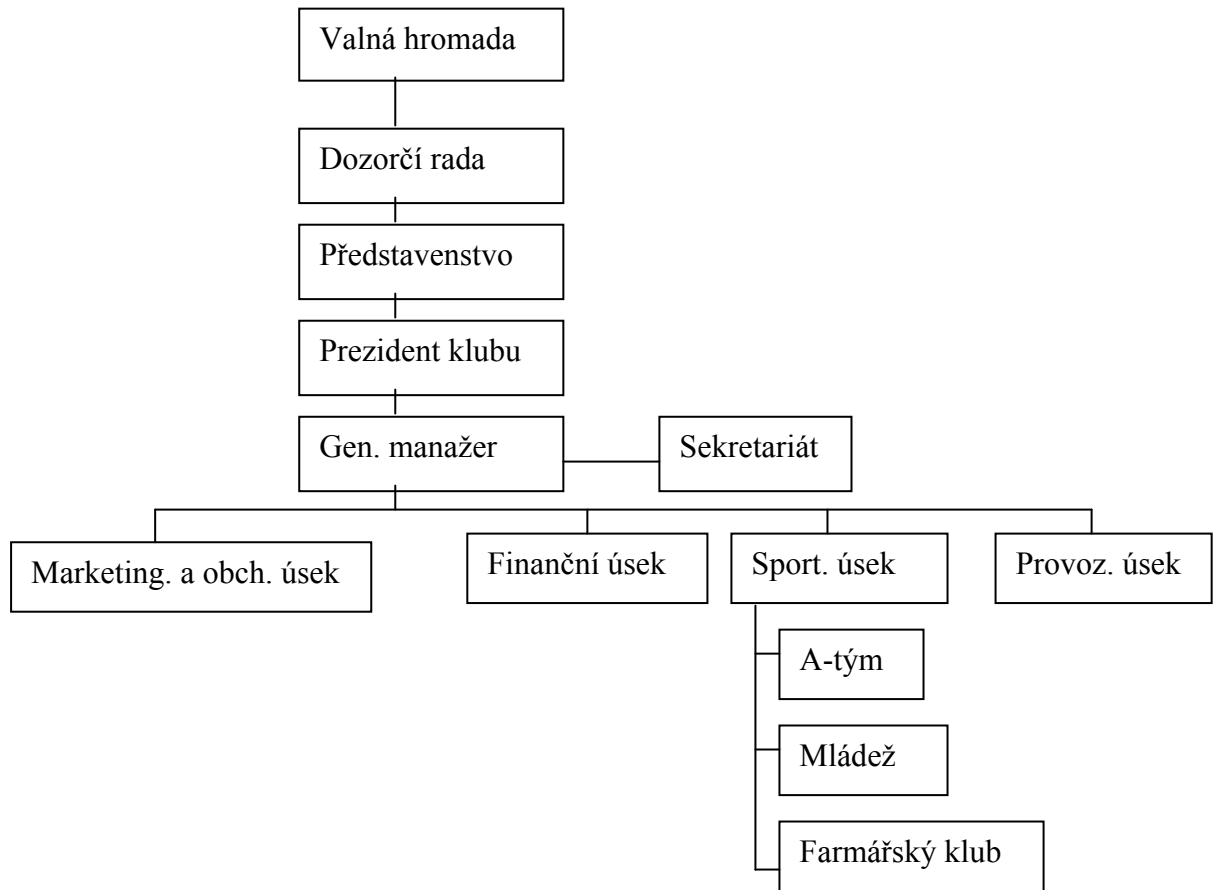 Valná hromada
Dozorčí rada
Představenstvo
Prezident klubu
Gen. manažer
Sekretariát
Marketing. a obch. úsek
Finanční úsek
Sport. úsek
Provoz. úsek
A-tým
Mládež
Farmářský klub